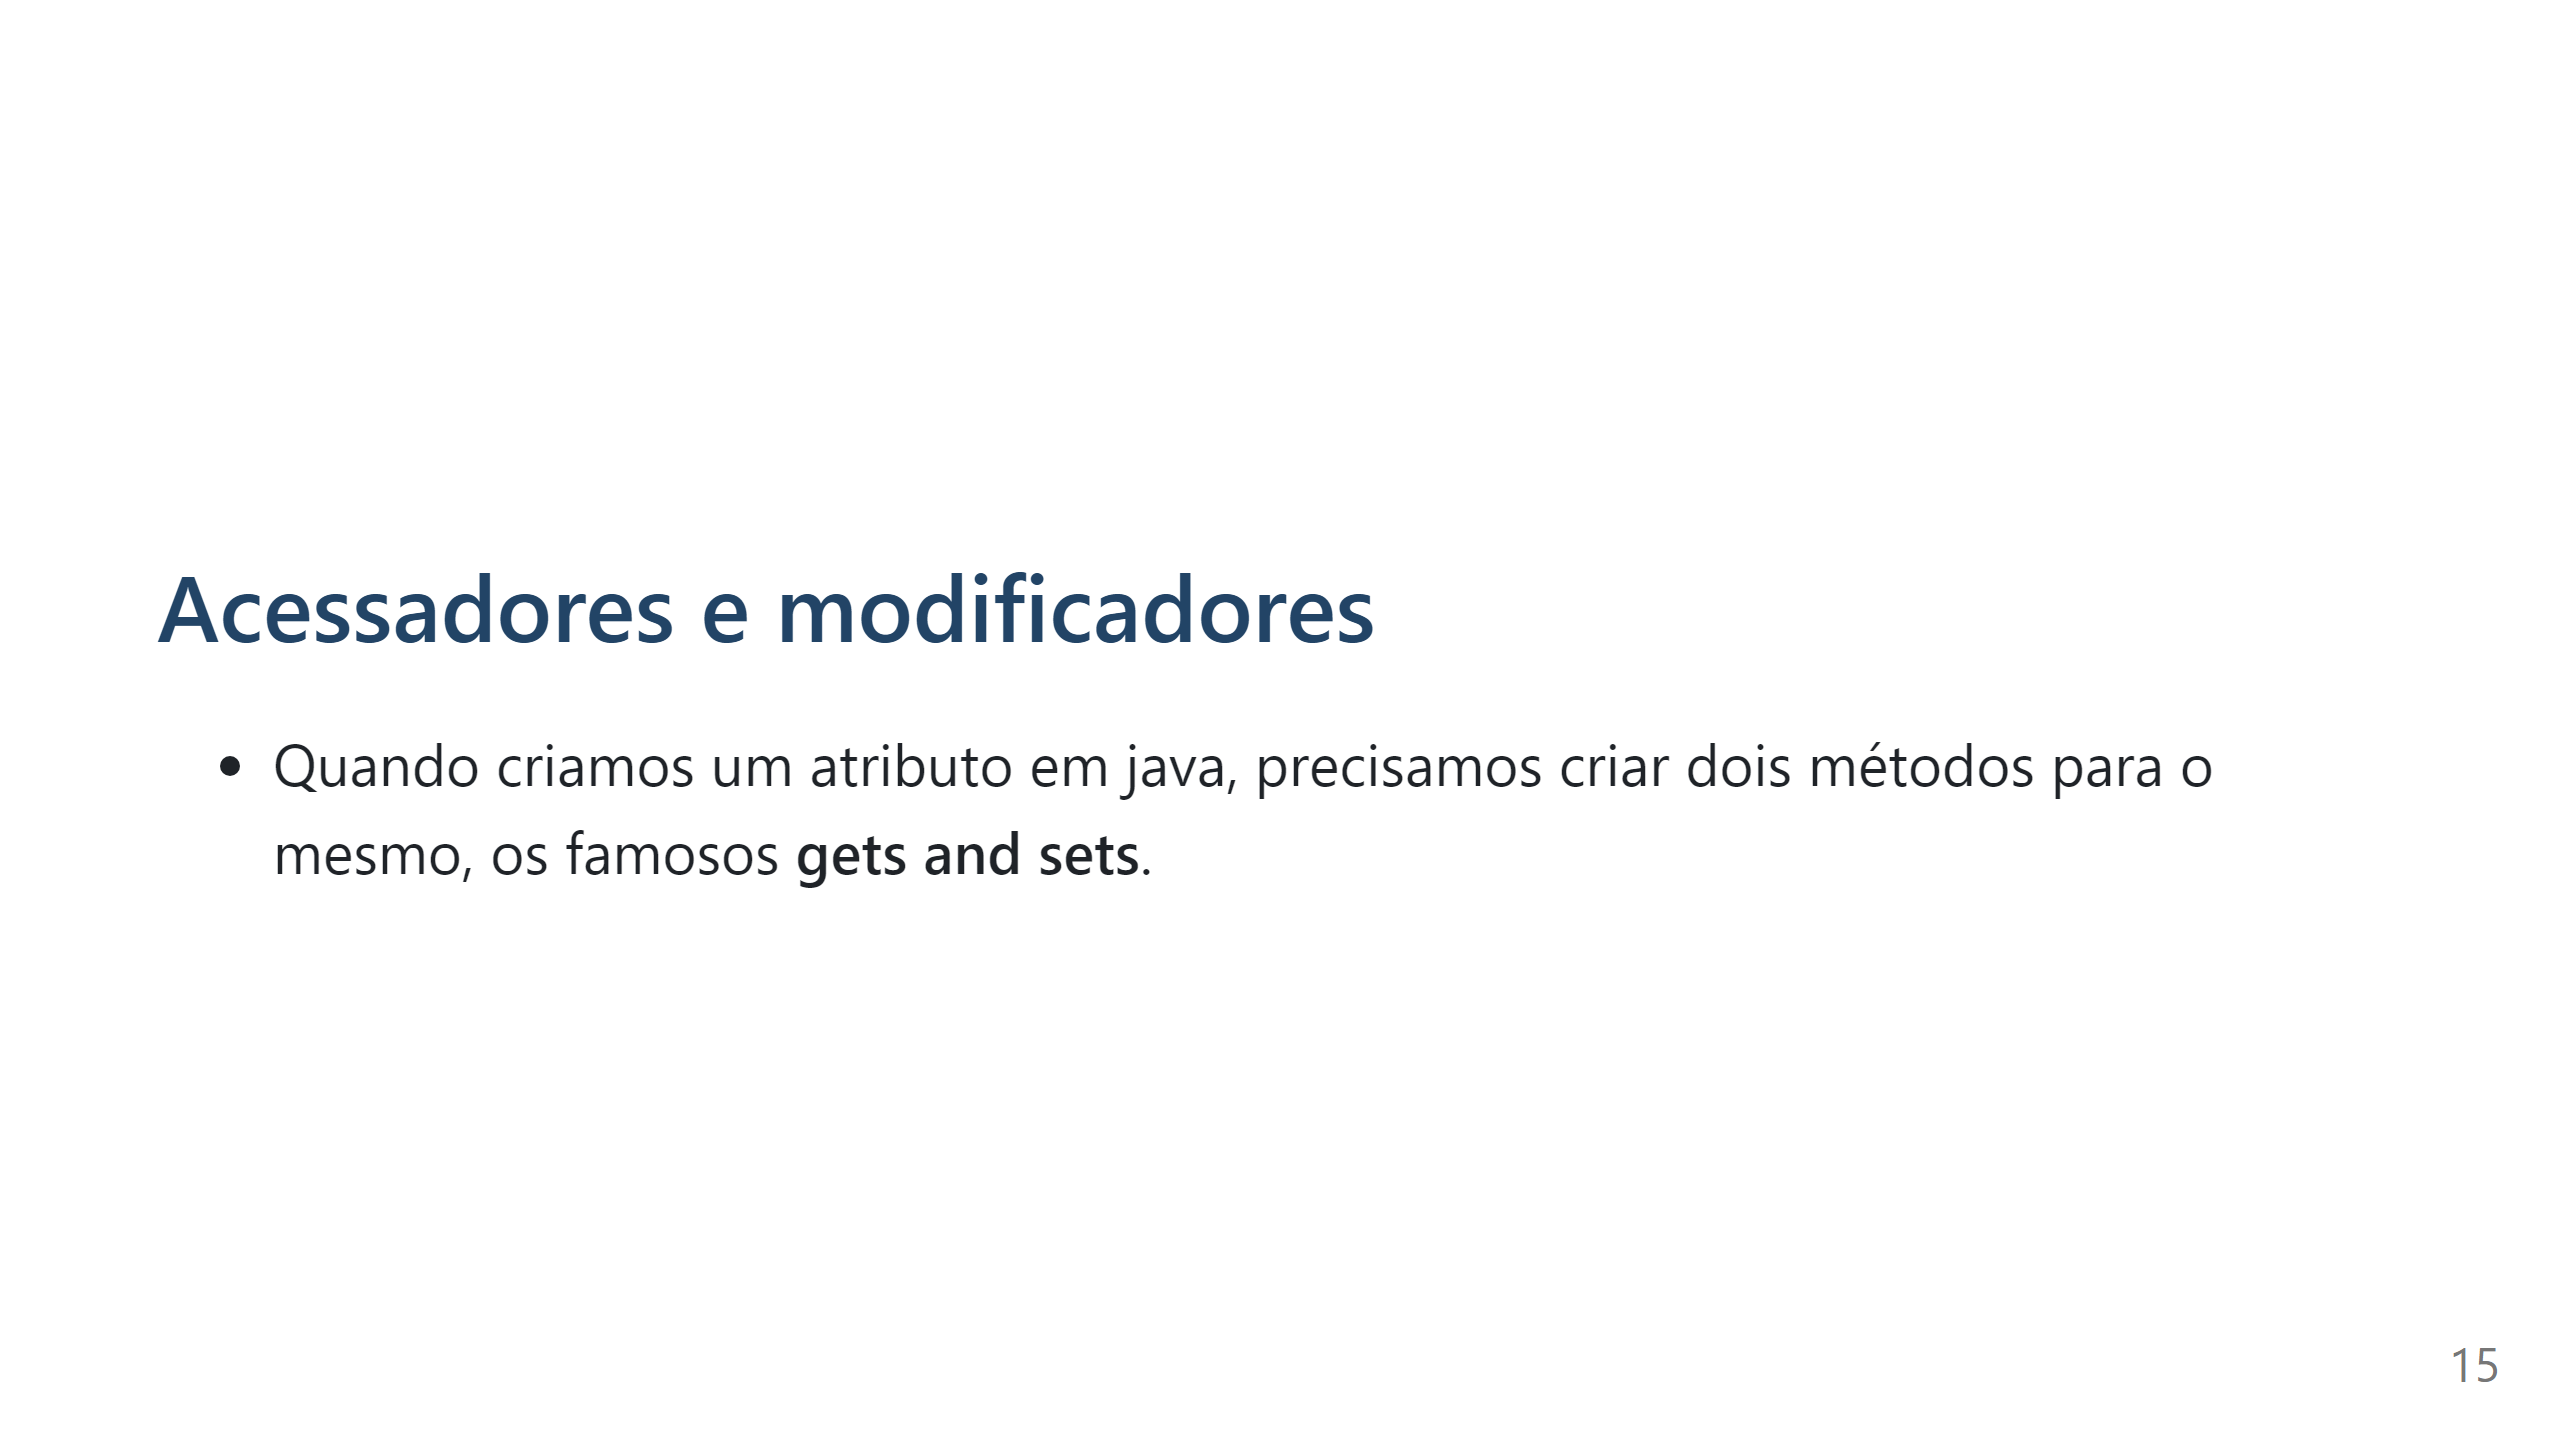 Acessadores e modificadores
• Quando criamos um atributo em java, precisamos criar dois métodos para o
mesmo, os famosos gets and sets.
15